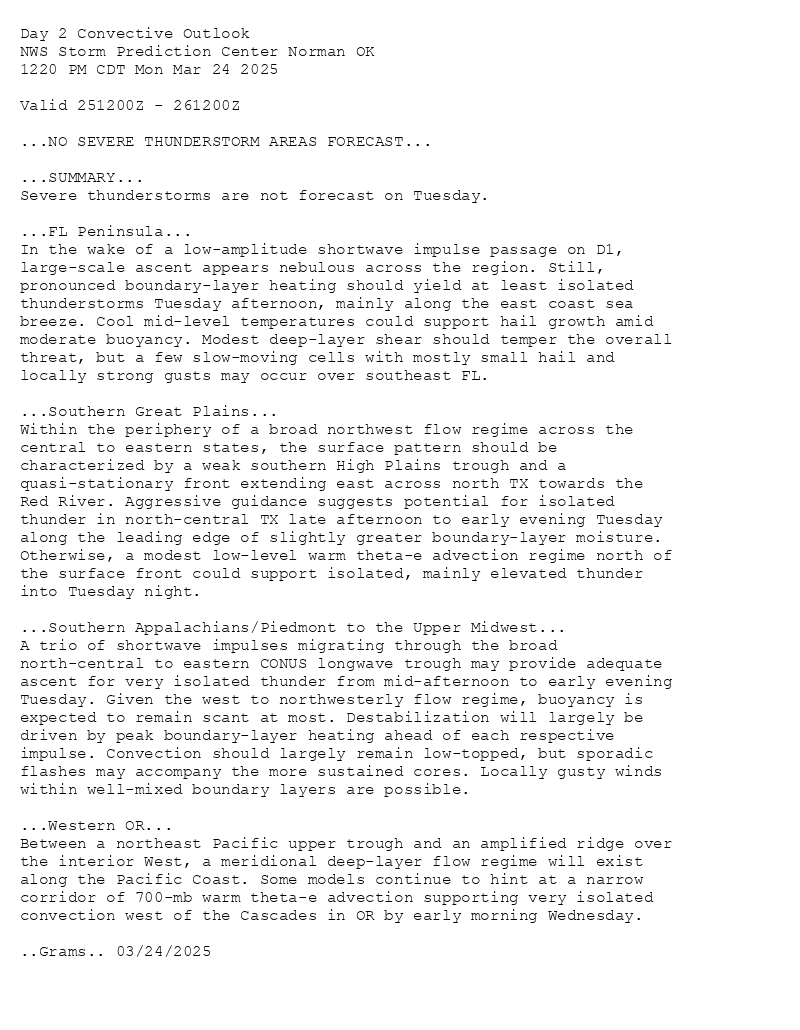 Day 2 Convective Outlook
NWS Storm Prediction Center Norman OK
1220 PM CDT Mon Mar 24 2025
Valid 251200Z - 261200Z
...NO SEVERE THUNDERSTORM AREAS FORECAST...
...SUMMARY...
Severe thunderstorms are not forecast on Tuesday.
...FL Peninsula...
In the wake of a low-amplitude shortwave impulse passage on D1,
large-scale ascent appears nebulous across the region. Still,
pronounced boundary-layer heating should yield at least isolated
thunderstorms Tuesday afternoon, mainly along the east coast sea
breeze. Cool mid-level temperatures could support hail growth amid
moderate buoyancy. Modest deep-layer shear should temper the overall
threat, but a few slow-moving cells with mostly small hail and
locally strong gusts may occur over southeast FL.
...Southern Great Plains...
Within the periphery of a broad northwest flow regime across the
central to eastern states, the surface pattern should be
characterized by a weak southern High Plains trough and a
quasi-stationary front extending east across north TX towards the
Red River. Aggressive guidance suggests potential for isolated
thunder in north-central TX late afternoon to early evening Tuesday
along the leading edge of slightly greater boundary-layer moisture.
Otherwise, a modest low-level warm theta-e advection regime north of
the surface front could support isolated, mainly elevated thunder
into Tuesday night.
...Southern Appalachians/Piedmont to the Upper Midwest...
A trio of shortwave impulses migrating through the broad
north-central to eastern CONUS longwave trough may provide adequate
ascent for very isolated thunder from mid-afternoon to early evening
Tuesday. Given the west to northwesterly flow regime, buoyancy is
expected to remain scant at most. Destabilization will largely be
driven by peak boundary-layer heating ahead of each respective
impulse. Convection should largely remain low-topped, but sporadic
flashes may accompany the more sustained cores. Locally gusty winds
within well-mixed boundary layers are possible.
...Western OR...
Between a northeast Pacific upper trough and an amplified ridge over
the interior West, a meridional deep-layer flow regime will exist
along the Pacific Coast. Some models continue to hint at a narrow
corridor of 700-mb warm theta-e advection supporting very isolated
convection west of the Cascades in OR by early morning Wednesday.
..Grams.. 03/24/2025